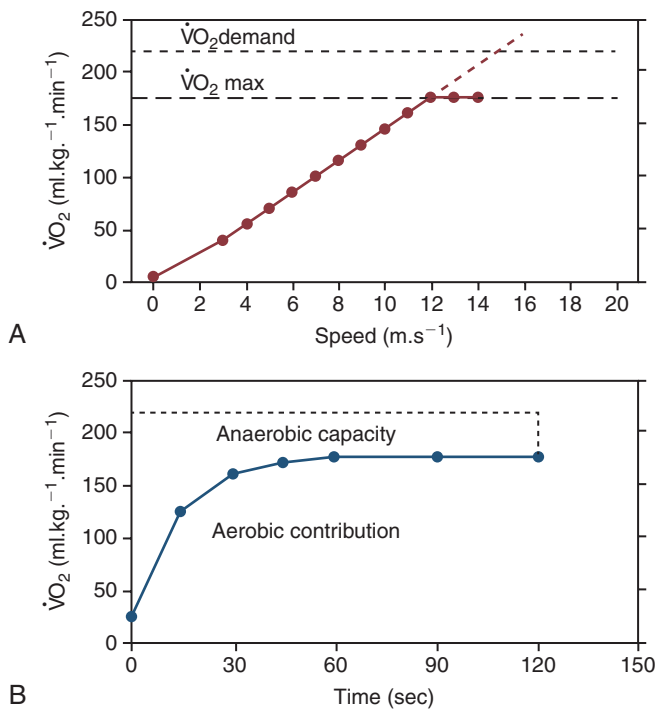 250
200
150
100
50
0
V̇O₂ (ml.kg.⁻¹.min⁻¹)
V̇O₂demand
V̇O₂ max
0 2 4 6 8 10 12 14 16 18 20
Speed (m.s⁻¹)
A
250
200
150
100
50
0
V̇O₂ (ml.kg.⁻¹.min⁻¹)
Anaerobic capacity
Aerobic contribution
0 30 60 90 120 150
Time (sec)
B